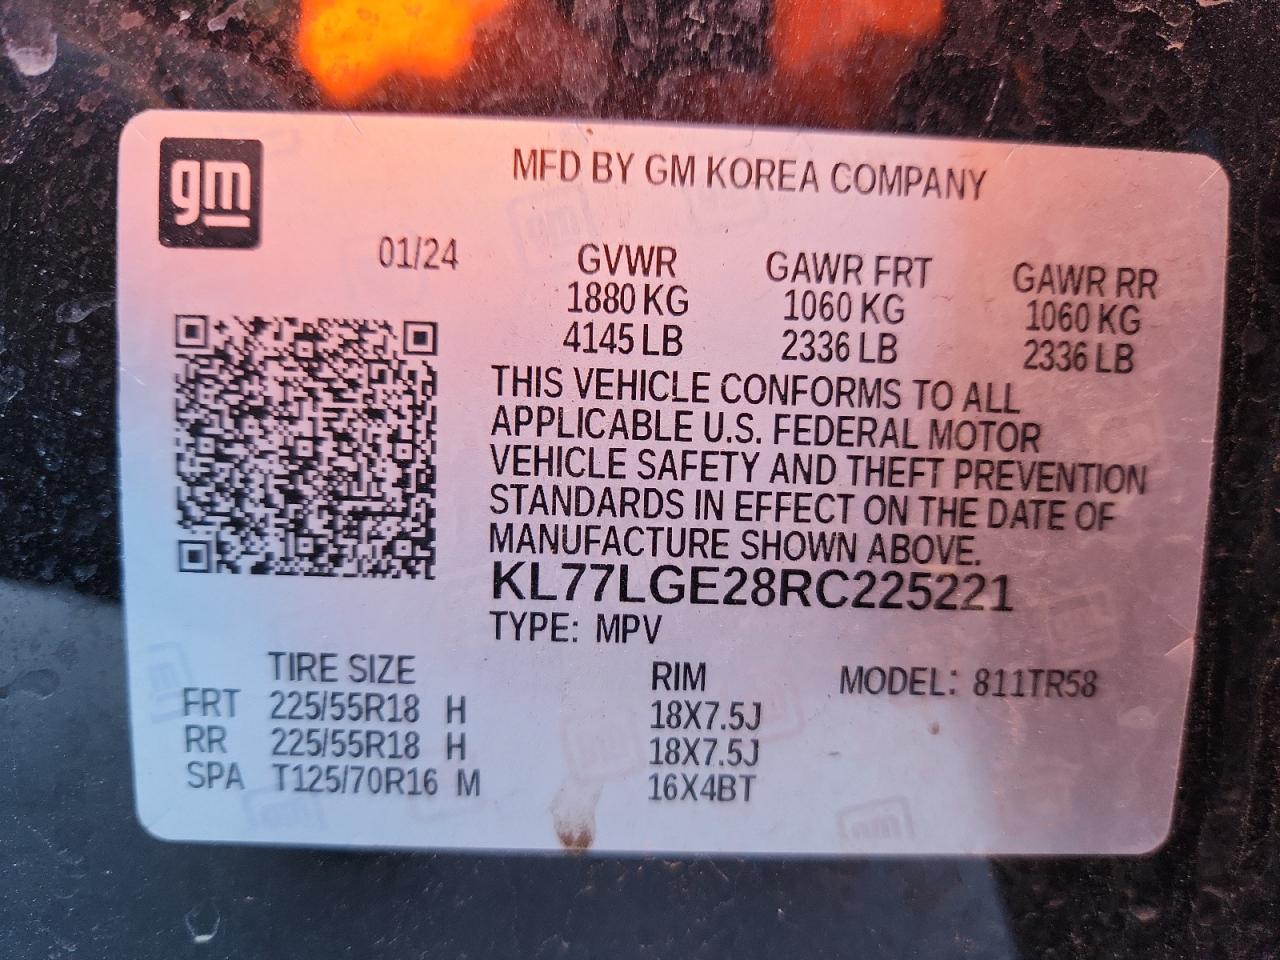 gm
MFD BY GM KOREA COMPANY
01/24
GVWR GAWR FRT GAWR RR
1880 KG 1060 KG 1060 KG
4145 LB 2336 LB 2336 LB
THIS VEHICLE CONFORMS TO ALL
APPLICABLE U.S. FEDERAL MOTOR
VEHICLE SAFETY AND THEFT PREVENTION
STANDARDS IN EFFECT ON THE DATE OF
MANUFACTURE SHOWN ABOVE.
KL77LGE28RC225221
TYPE: MPV
TIRE SIZE RIM MODEL: 811TR58
FRT 225/55R18 H 18X7.5J
RR 225/55R18 H 18X7.5J
SPA T125/70R16 M 16X4BT